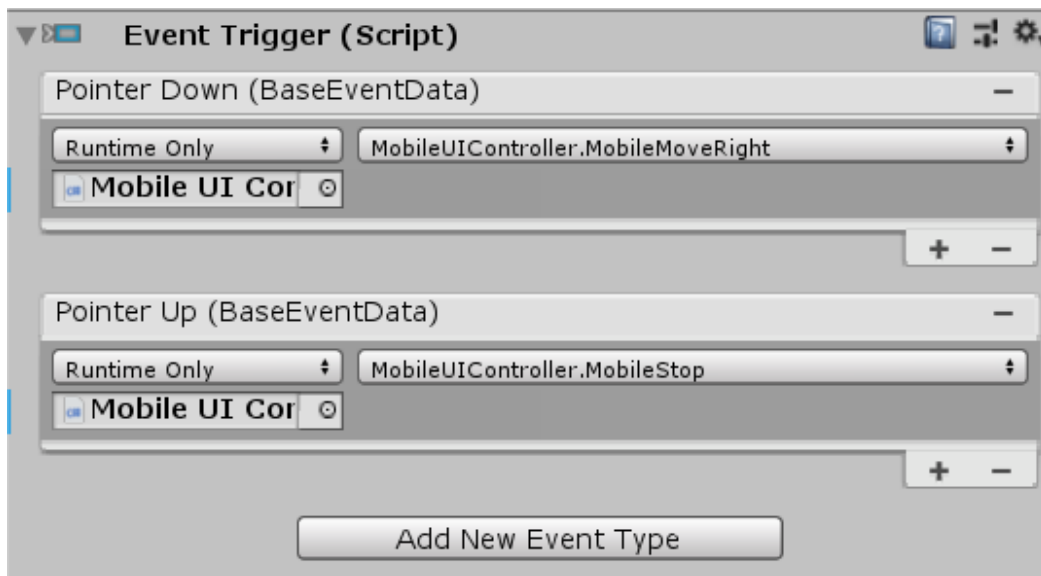 Event Trigger (Script)
Pointer Down (BaseEventData)
Runtime Only MobileUIController.MobileMoveRight
Mobile UI Cor
Pointer Up (BaseEventData)
Runtime Only MobileUIController.MobileStop
Mobile UI Cor
Add New Event Type